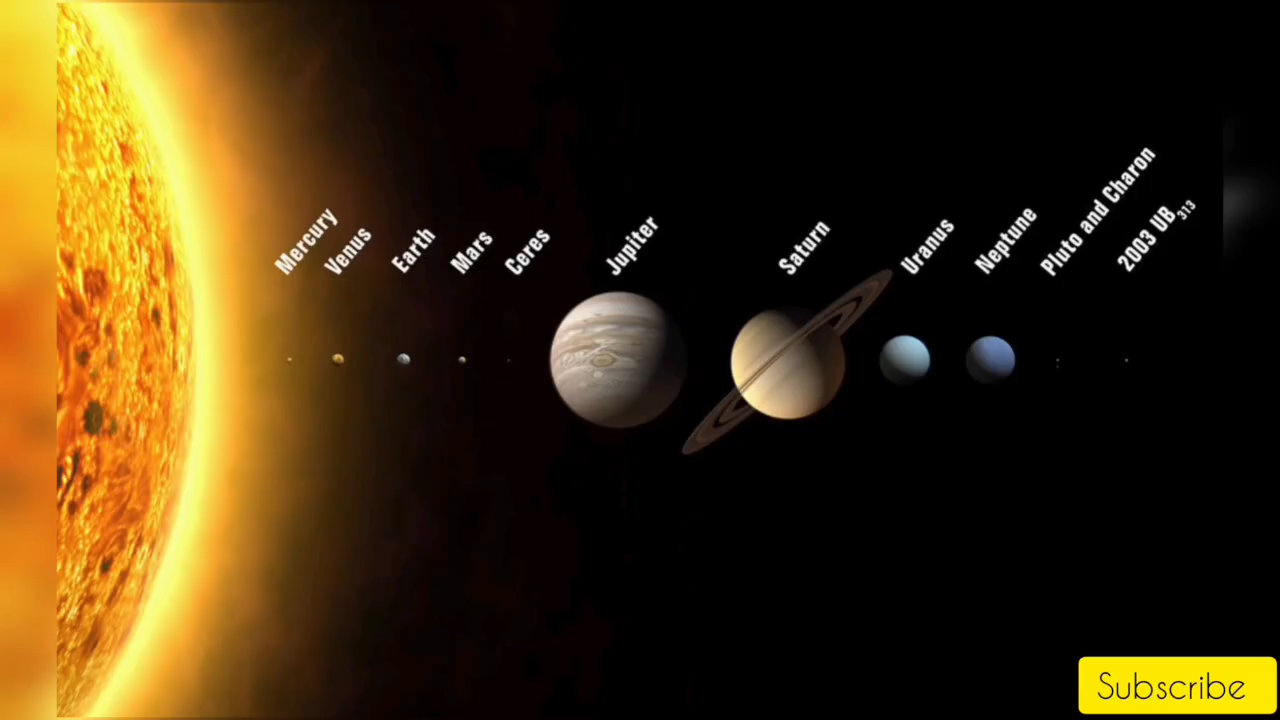 Mercury
Venus
Earth
Mars
Ceres
Jupiter
Saturn
Uranus
Neptune
Pluto and Charon
2003 UB₃₁₃
Subscribe